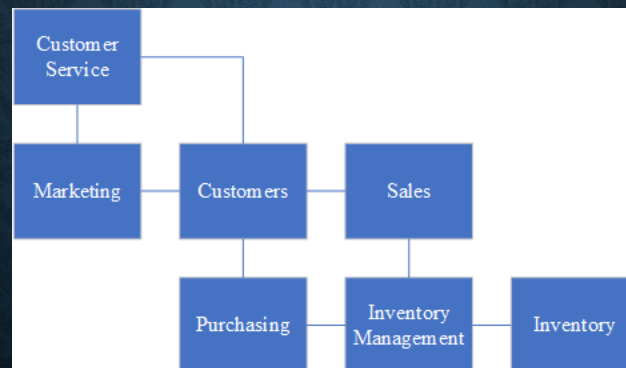 Customer
Service
Marketing
Customers
Sales
Purchasing
Inventory
Management
Inventory